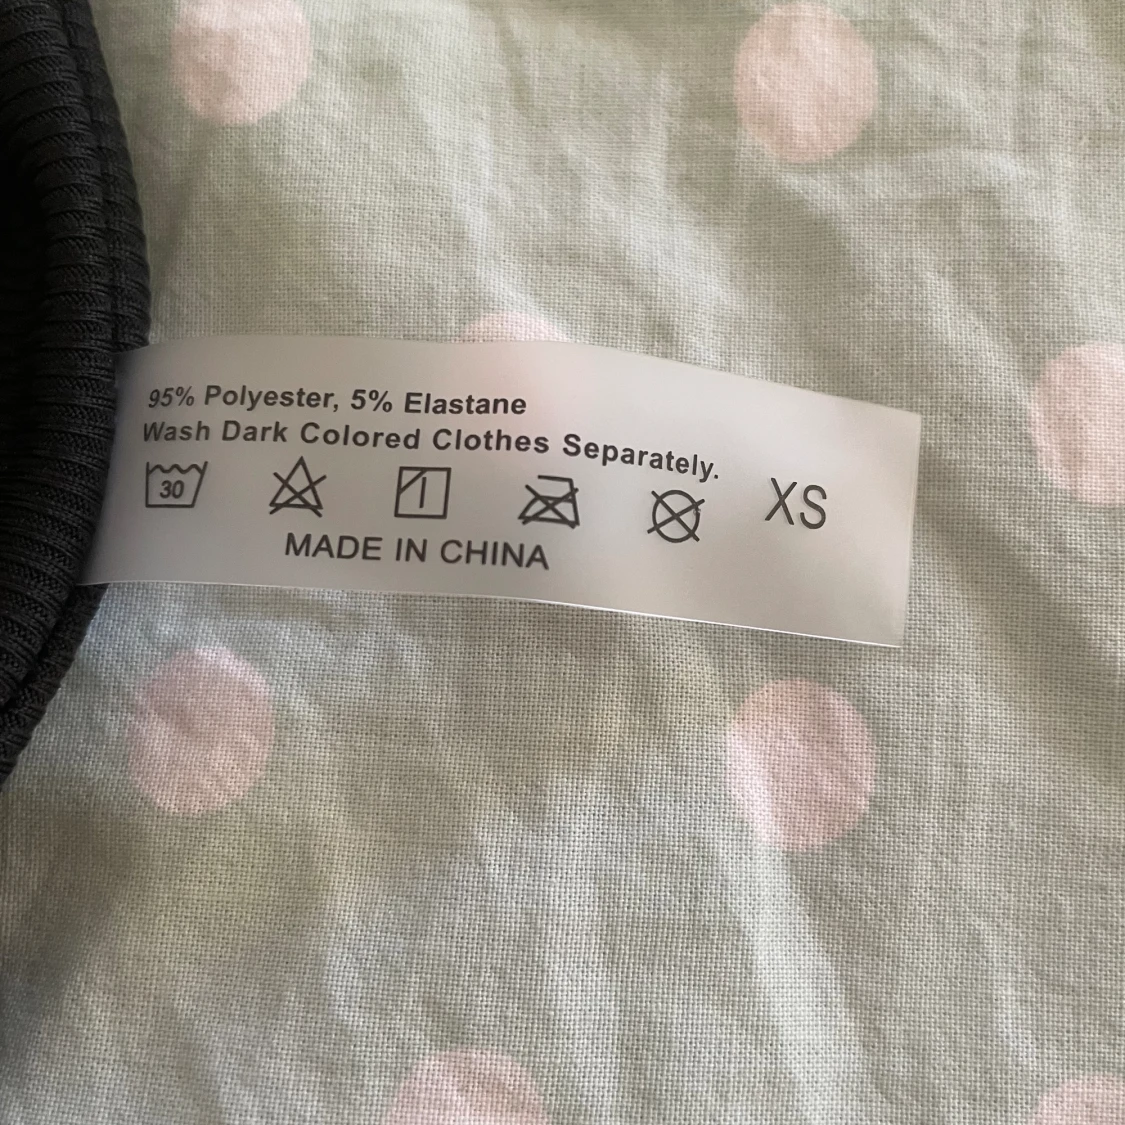 95% Polyester, 5% Elastane
Wash Dark Colored Clothes Separately.
30
XS
MADE IN CHINA